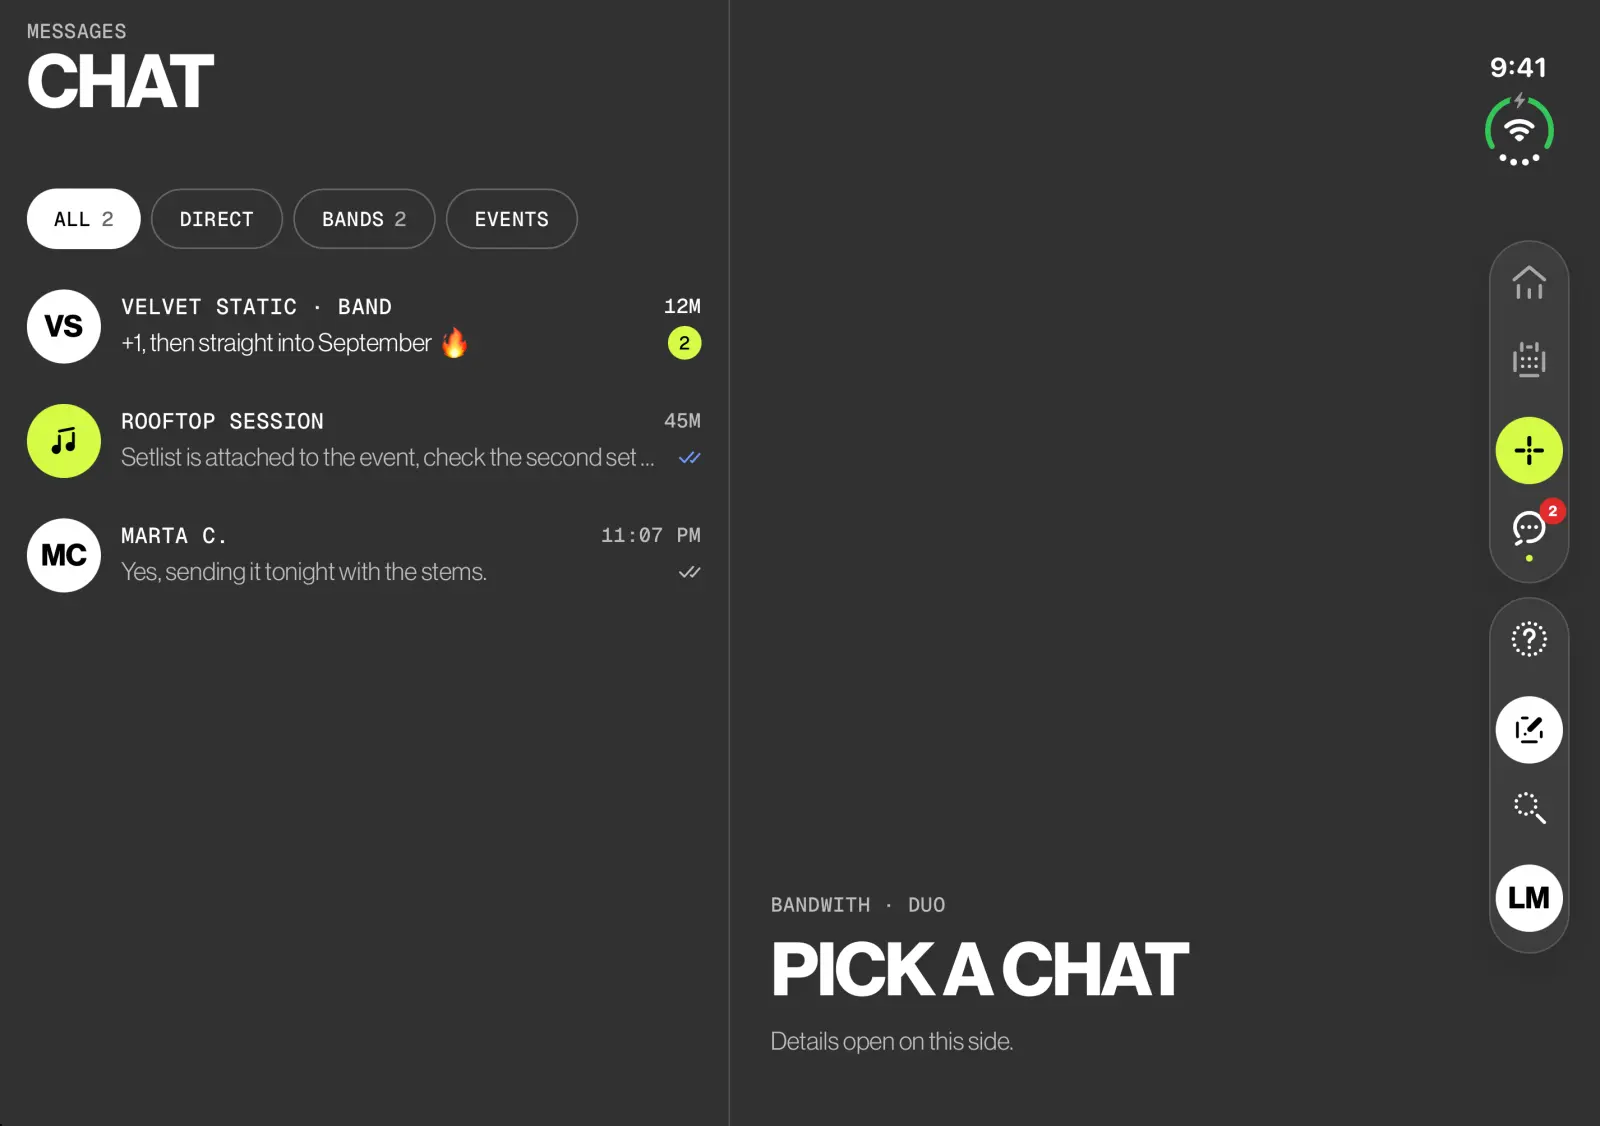 MESSAGES
CHAT
ALL 2
DIRECT
BANDS 2
EVENTS
VS
VELVET STATIC · BAND
12M
+1, then straight into September 🔥
2
ROOFTOP SESSION
45M
Setlist is attached to the event, check the second set ...
MC
MARTA C.
11:07 PM
Yes, sending it tonight with the stems.
BANDWITH · DUO
PICK A CHAT
Details open on this side.
9:41
2
?
LM